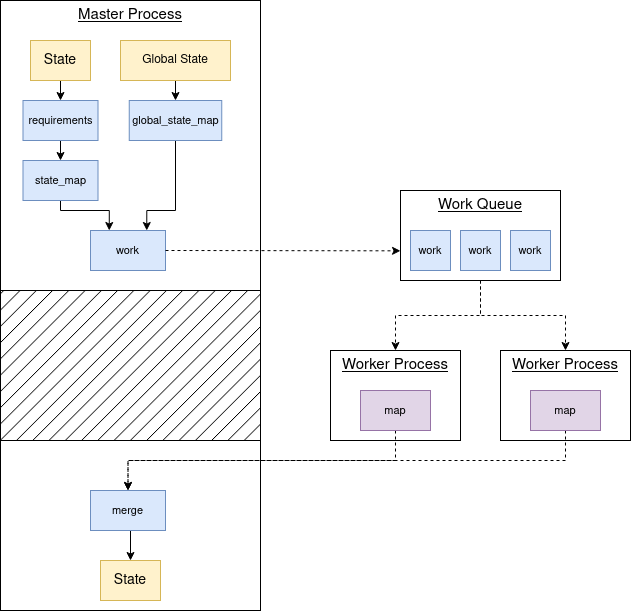 Master Process
State
Global State
requirements
global_state_map
state_map
work
Work Queue
work
work
work
Worker Process
map
Worker Process
map
merge
State